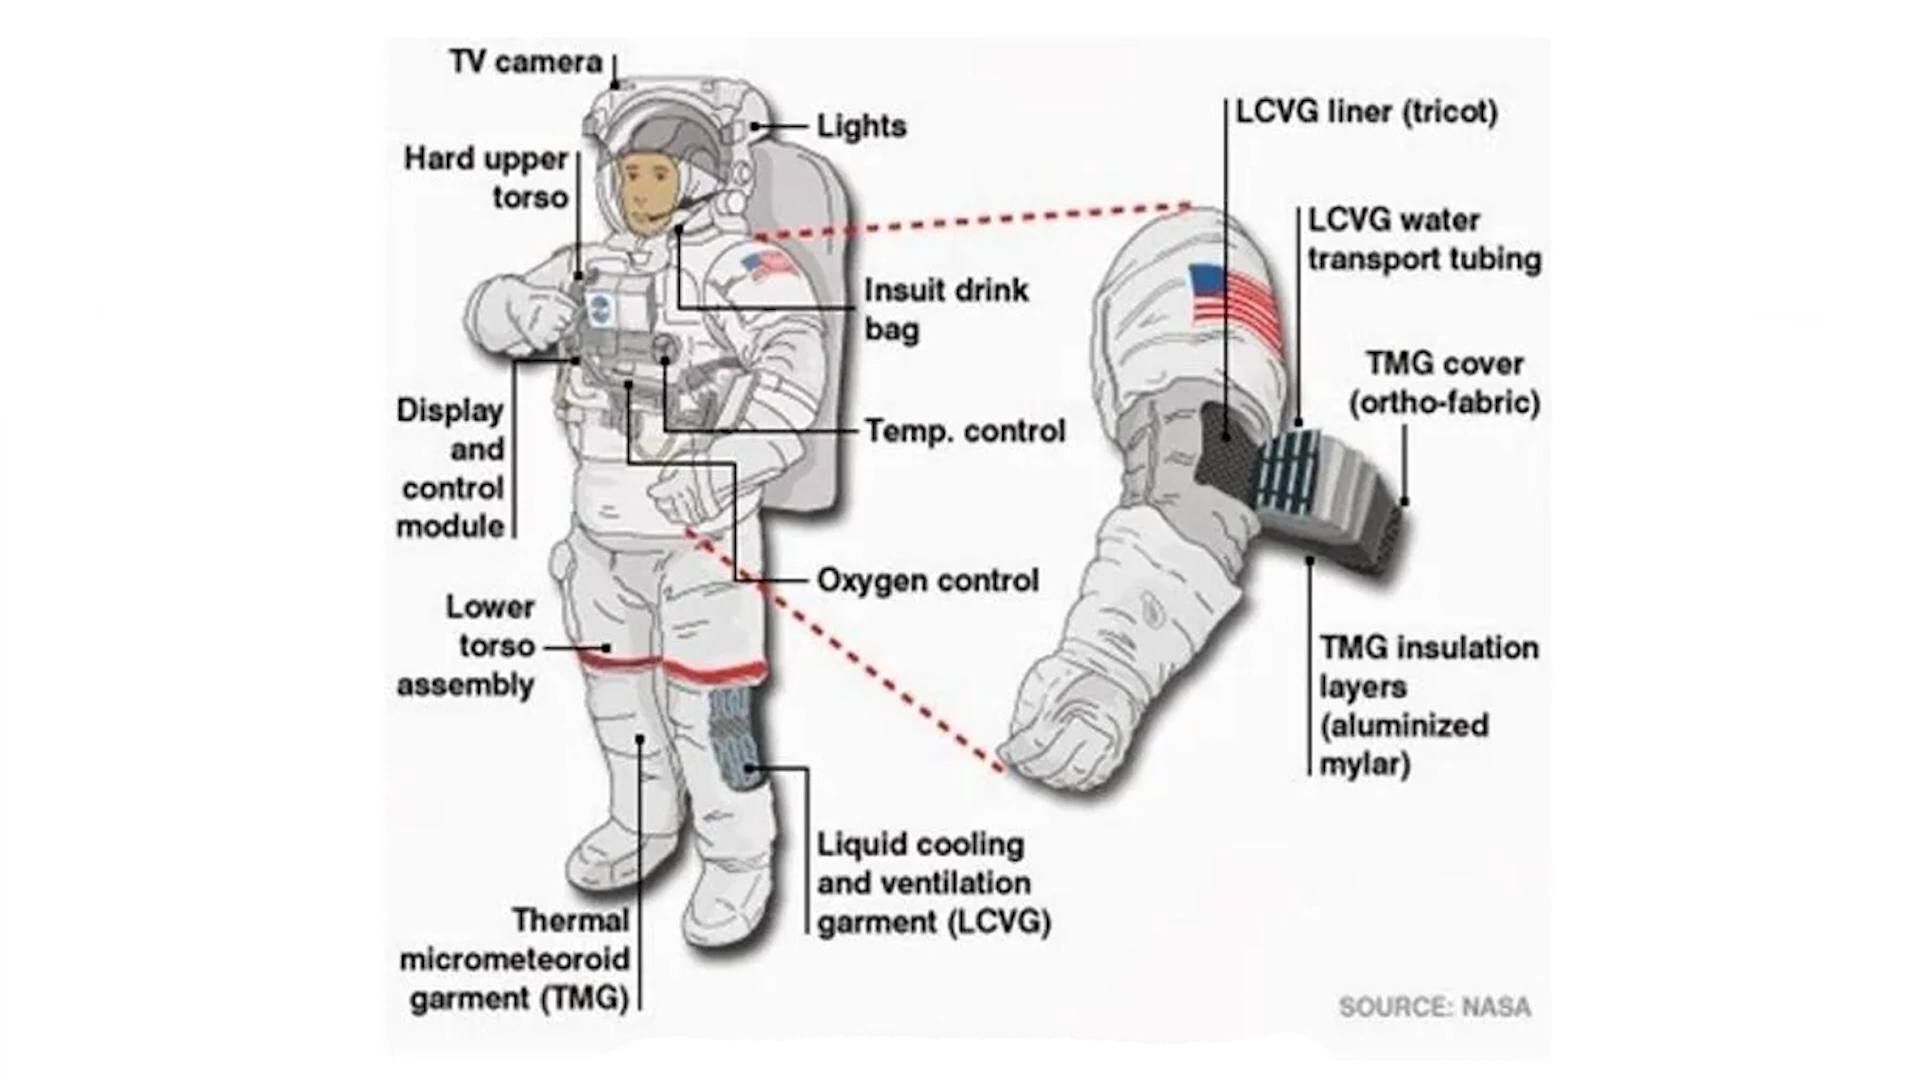 TV camera
Lights
Hard upper
torso
Insuit drink
bag
Display
and
control
module
Temp. control
Oxygen control
Lower
torso
assembly
Liquid cooling
and ventilation
garment (LCVG)
Thermal
micrometeoroid
garment (TMG)
LCVG liner (tricot)
LCVG water
transport tubing
TMG cover
(ortho-fabric)
TMG insulation
layers
(aluminized
mylar)
SOURCE: NASA